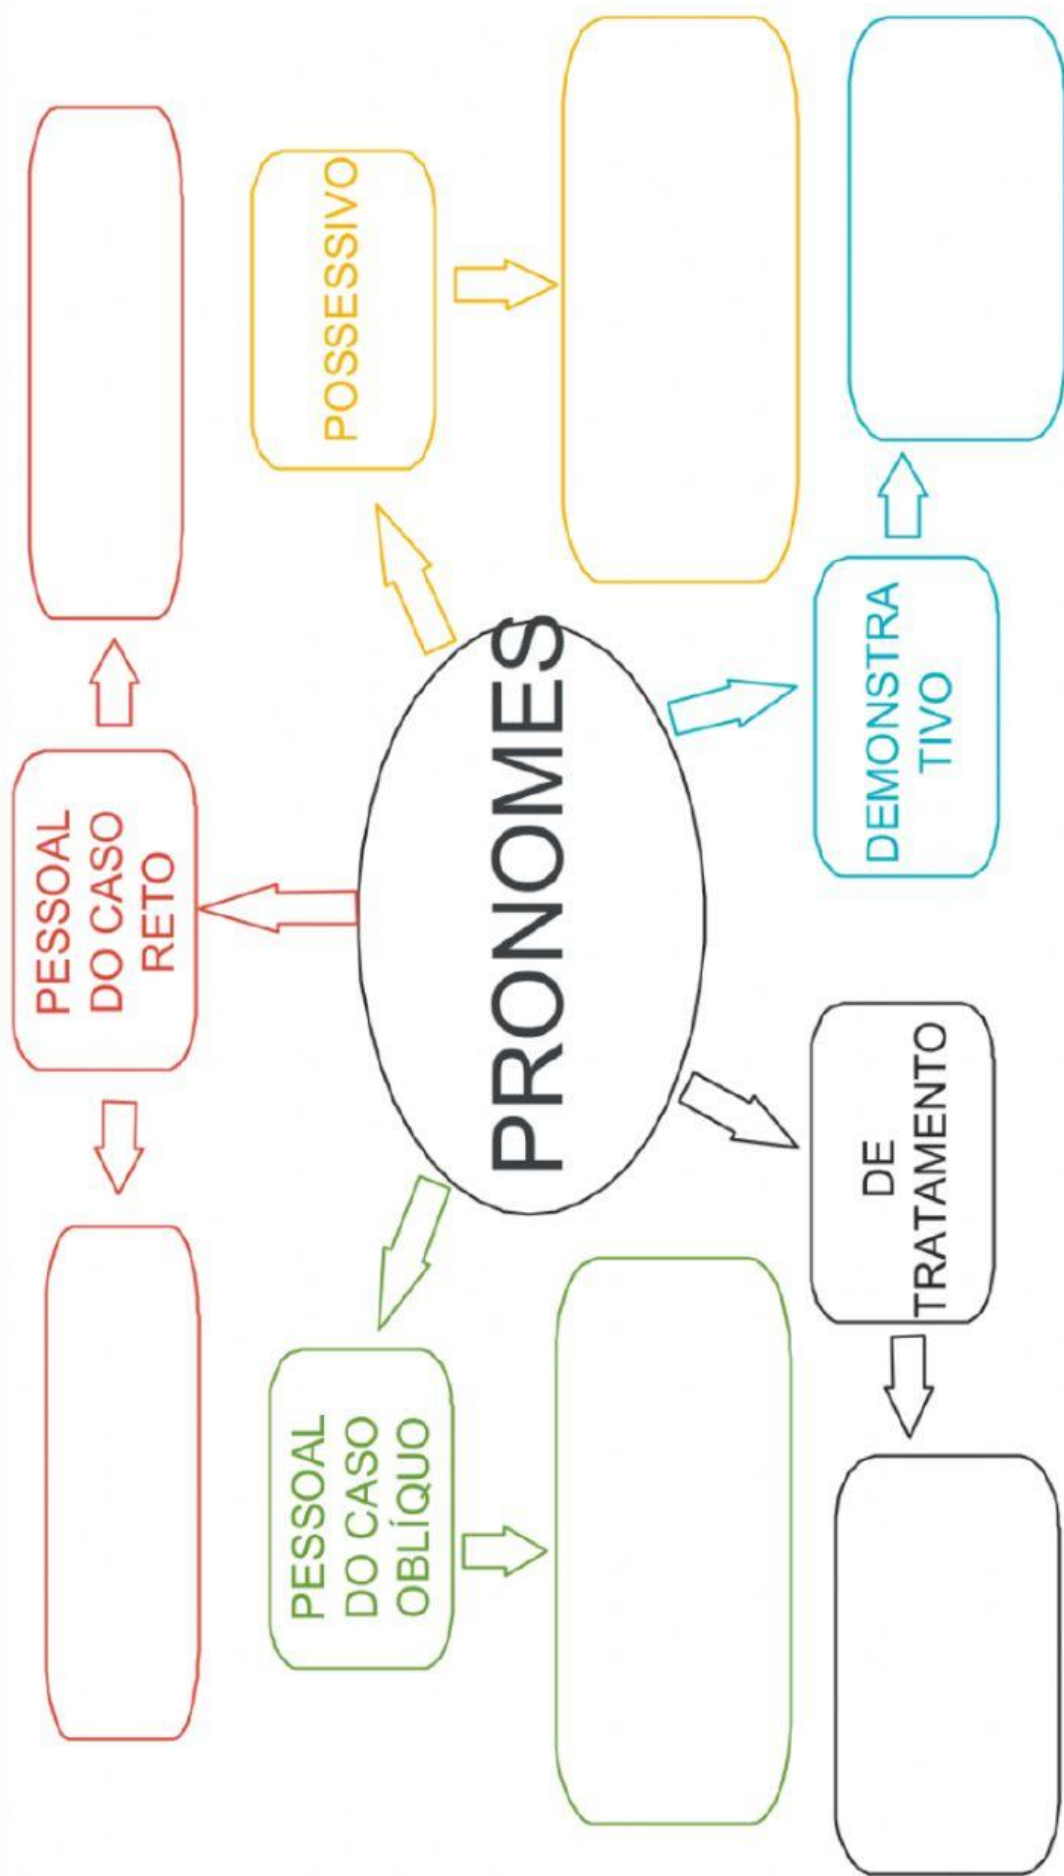 PESSOAL
DO CASO
RETO
PESSOAL
DO CASO
OBLÍQUO
POSSESSIVO
PRONOMES
DE
TRATAMENTO
DEMONSTRA
TIVO